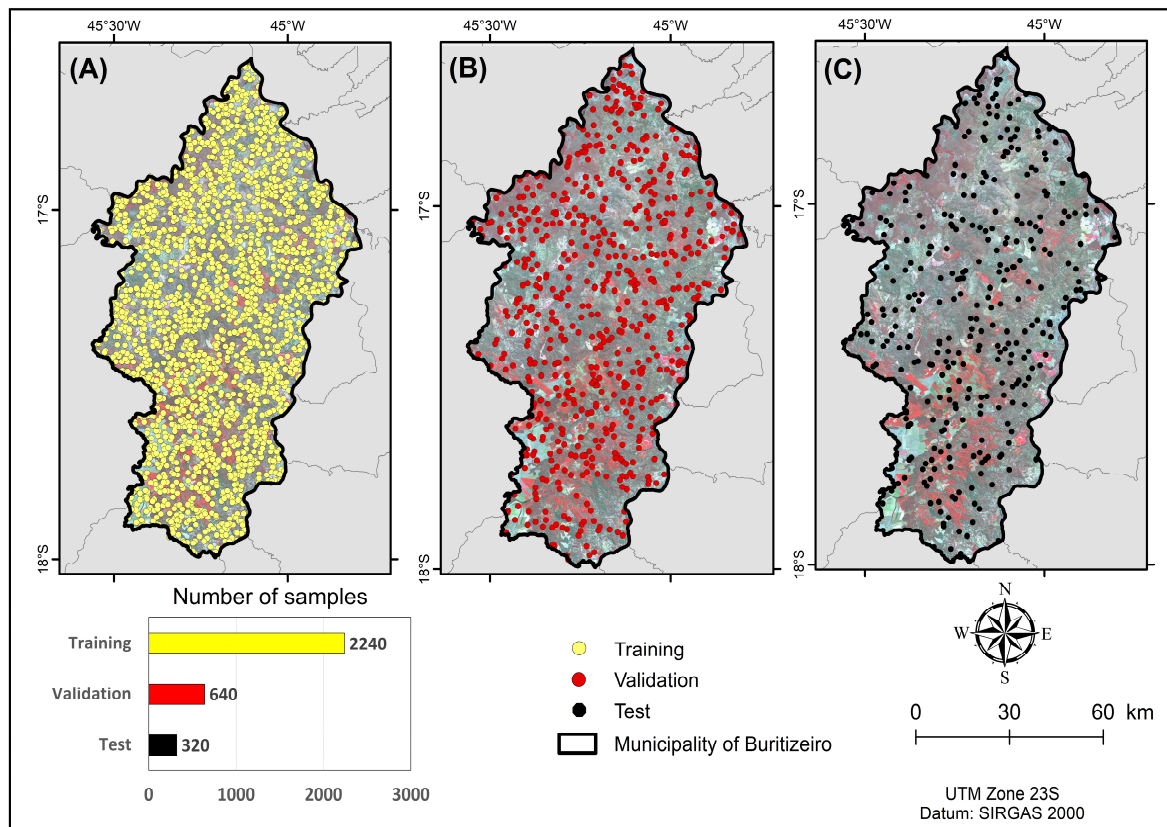 45°30'W 45°W 45°30'W 45°W 45°30'W 45°W
(A) (B) (C)
17°S 17°S 17°S
18°S 18°S 18°S
Number of samples
Training 2240
Validation 640
Test 320
0 1000 2000 3000
Training
Validation
Test
Municipality of Buritizeiro
N
W E
S
0 30 60 km
UTM Zone 23S
Datum: SIRGAS 2000